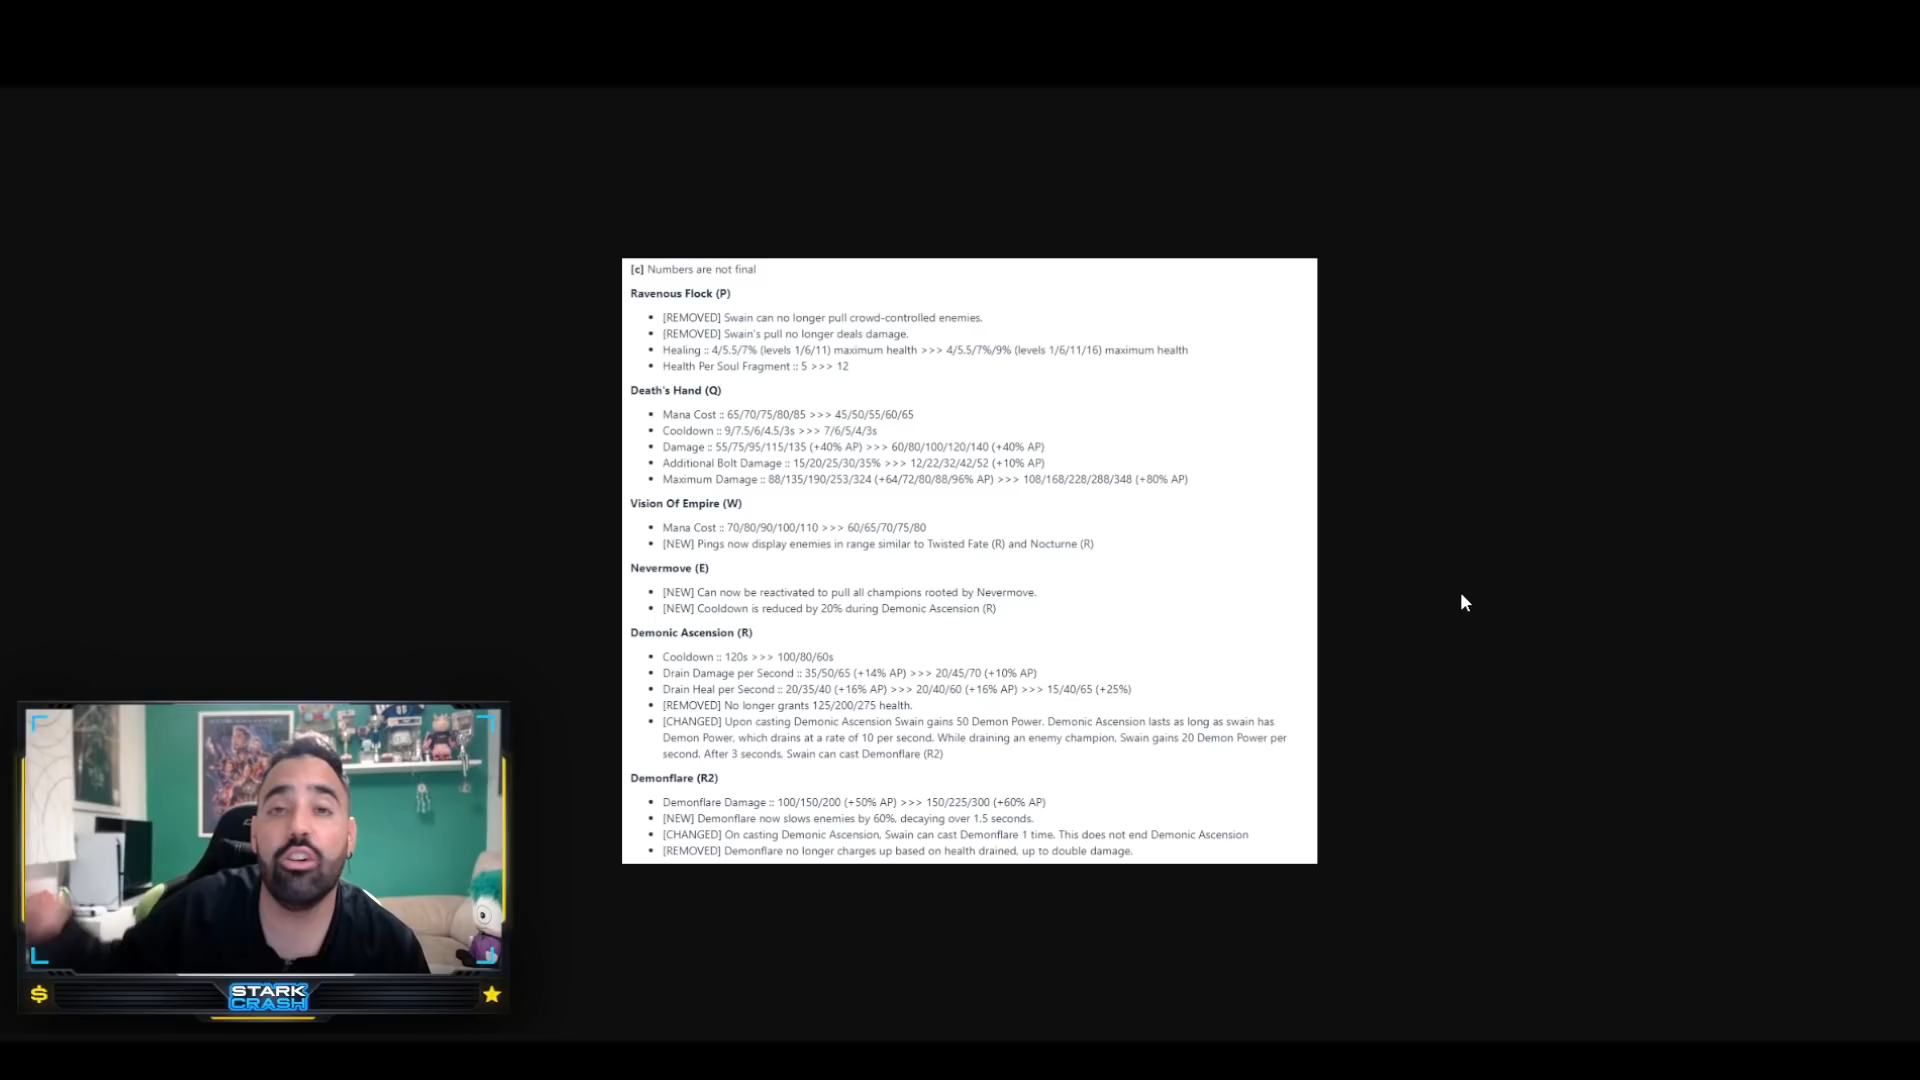 [c] Numbers are not final
Ravenous Flock (P)
• [REMOVED] Swain can no longer pull crowd-controlled enemies.
• [REMOVED] Swain's pull no longer deals damage.
• Healing :: 4/5.5/7% (levels 1/6/11) maximum health >>> 4/5.5/7%/9% (levels 1/6/11/16) maximum health
• Health Per Soul Fragment :: 5 >>> 12
Death's Hand (Q)
• Mana Cost :: 65/70/75/80/85 >>> 45/50/55/60/65
• Cooldown :: 9/7.5/6/4.5/3s >>> 7/6/5/4/3s
• Damage :: 55/75/95/115/135 (+40% AP) >>> 60/80/100/120/140 (+40% AP)
• Additional Bolt Damage :: 15/20/25/30/35% >>> 12/22/32/42/52 (+10% AP)
• Maximum Damage :: 88/135/190/253/324 (+64/72/80/88/96% AP) >>> 108/168/228/288/348 (+80% AP)
Vision Of Empire (W)
• Mana Cost :: 70/80/90/100/110 >>> 60/65/70/75/80
• [NEW] Pings now display enemies in range similar to Twisted Fate (R) and Nocturne (R)
Nevermove (E)
• [NEW] Can now be reactivated to pull all champions rooted by Nevermove.
• [NEW] Cooldown is reduced by 20% during Demonic Ascension (R)
Demonic Ascension (R)
• Cooldown :: 120s >>> 100/80/60s
• Drain Damage per Second :: 35/50/65 (+14% AP) >>> 20/45/70 (+10% AP)
• Drain Heal per Second :: 20/35/40 (+16% AP) >>> 20/40/60 (+16% AP) >>> 15/40/65 (+25%)
• [REMOVED] No longer grants 125/200/275 health.
• [CHANGED] Upon casting Demonic Ascension Swain gains 50 Demon Power. Demonic Ascension lasts as long as swain has
Demon Power, which drains at a rate of 10 per second. While draining an enemy champion, Swain gains 20 Demon Power per
second. After 3 seconds, Swain can cast Demonflare (R2)
Demonflare (R2)
• Demonflare Damage :: 100/150/200 (+50% AP) >>> 150/225/300 (+60% AP)
• [NEW] Demonflare now slows enemies by 60%, decaying over 1.5 seconds.
• [CHANGED] On casting Demonic Ascension, Swain can cast Demonflare 1 time. This does not end Demonic Ascension
• [REMOVED] Demonflare no longer charges up based on health drained, up to double damage.
$
STARK
CRASH